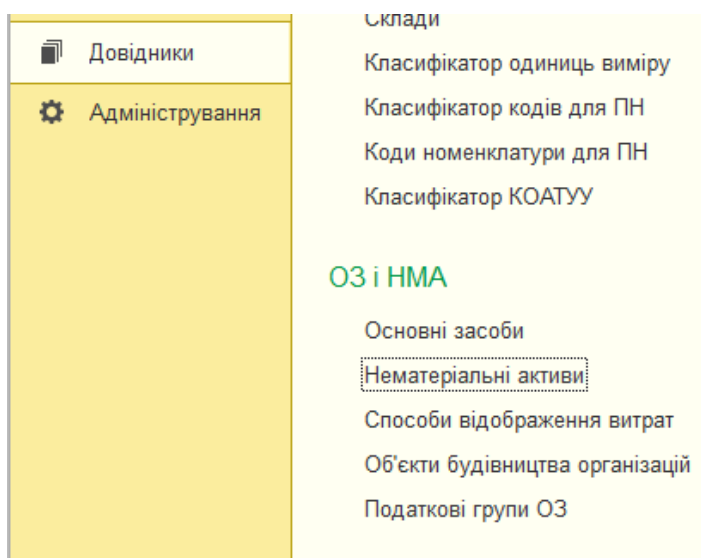 Склади
Довідники
Класифікатор одиниць виміру
Адміністрування
Класифікатор кодів для ПН
Коди номенклатури для ПН
Класифікатор КОАТУУ
ОЗ і НМА
Основні засоби
Нематеріальні активи
Способи відображення витрат
Об'єкти будівництва організацій
Податкові групи ОЗ